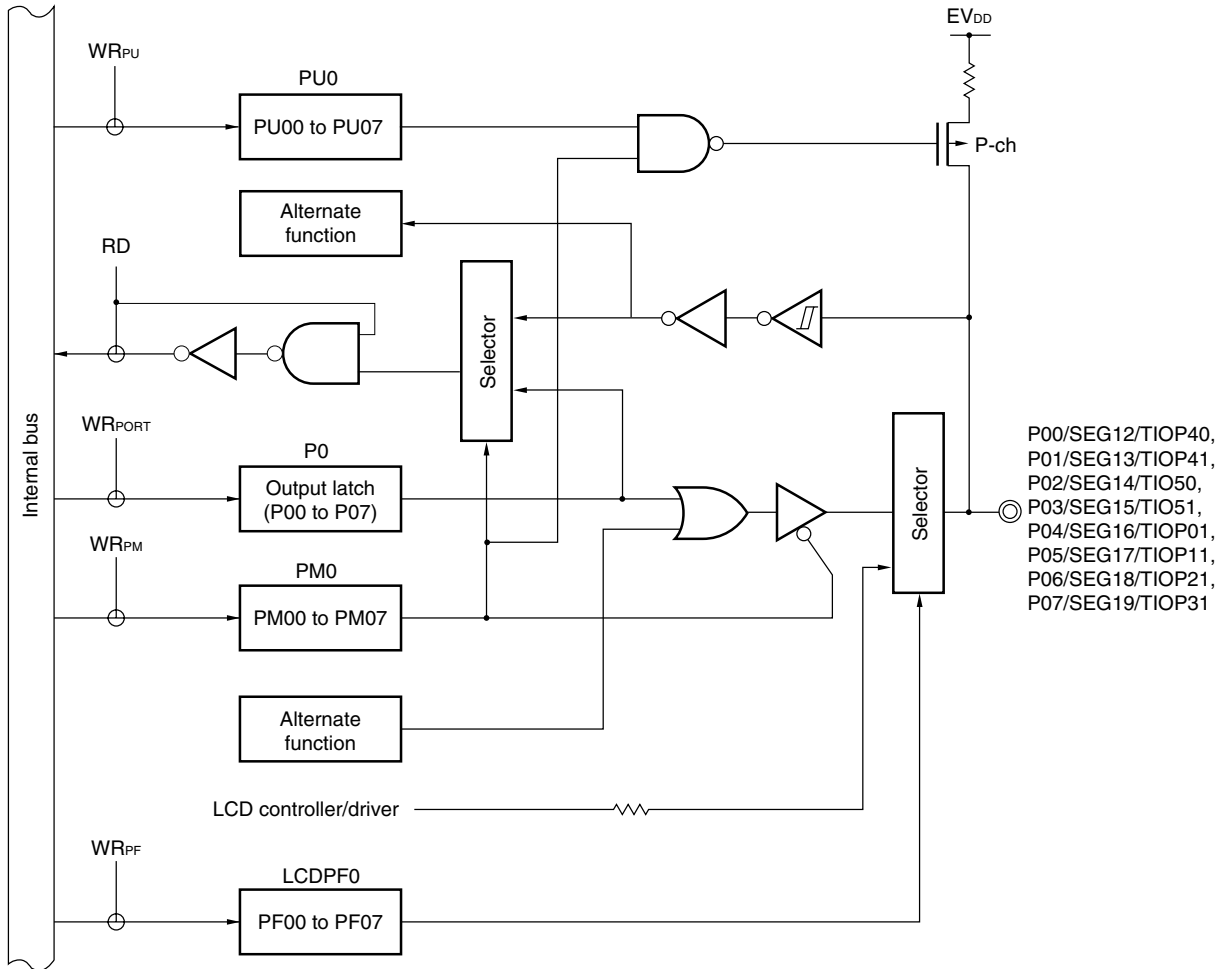 EVDD
WRPU
PU0
PU00 to PU07
P-ch
Alternate
function
RD
Selector
Internal bus
WRPORT
P0
Output latch
(P00 to P07)
Selector
P00/SEG12/TIOP40,
P01/SEG13/TIOP41,
P02/SEG14/TIO50,
P03/SEG15/TIO51,
P04/SEG16/TIOP01,
P05/SEG17/TIOP11,
P06/SEG18/TIOP21,
P07/SEG19/TIOP31
WRPM
PM0
PM00 to PM07
Alternate
function
LCD controller/driver
WRPF
LCDPF0
PF00 to PF07